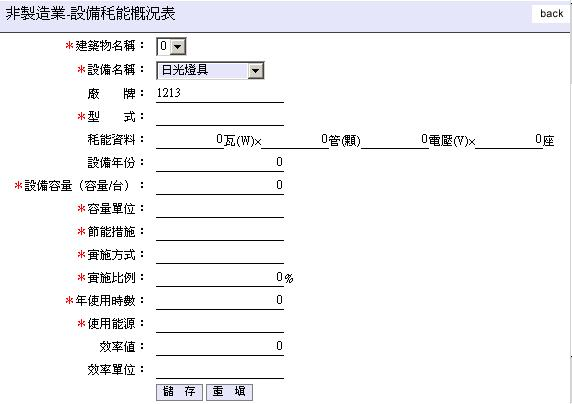 非製造業-設備耗能概況表 back
*建築物名稱： 0
*設備名稱： 日光燈具
廠　　牌： 1213
*型　　式：
耗能資料： 0瓦(W)× 0管(顆) 0電壓(V)× 0座
設備年份： 0
*設備容量（容量/台）： 0
*容量單位：
*節能措施：
*實施方式：
*實施比例： 0%
*年使用時數： 0
*使用能源：
效率值： 0
效率單位：
儲　存 重　填